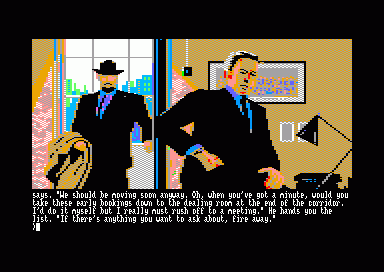 says. "We should be moving soon anyway. Oh, when you've got a minute, would you
take these early bookings down to the dealing room at the end of the corridor.
I'd do it myself but I really must rush off to a meeting." He hands you the
list. "If there's anything you want to ask about, fire away."
>